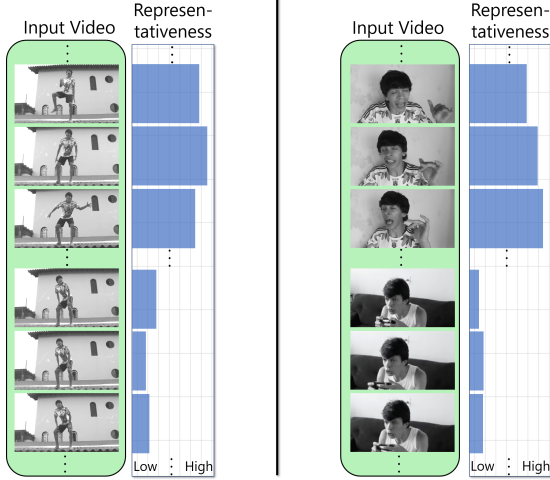 Input Video
Represen-
tativeness
Low
High
Input Video
Represen-
tativeness
Low
High